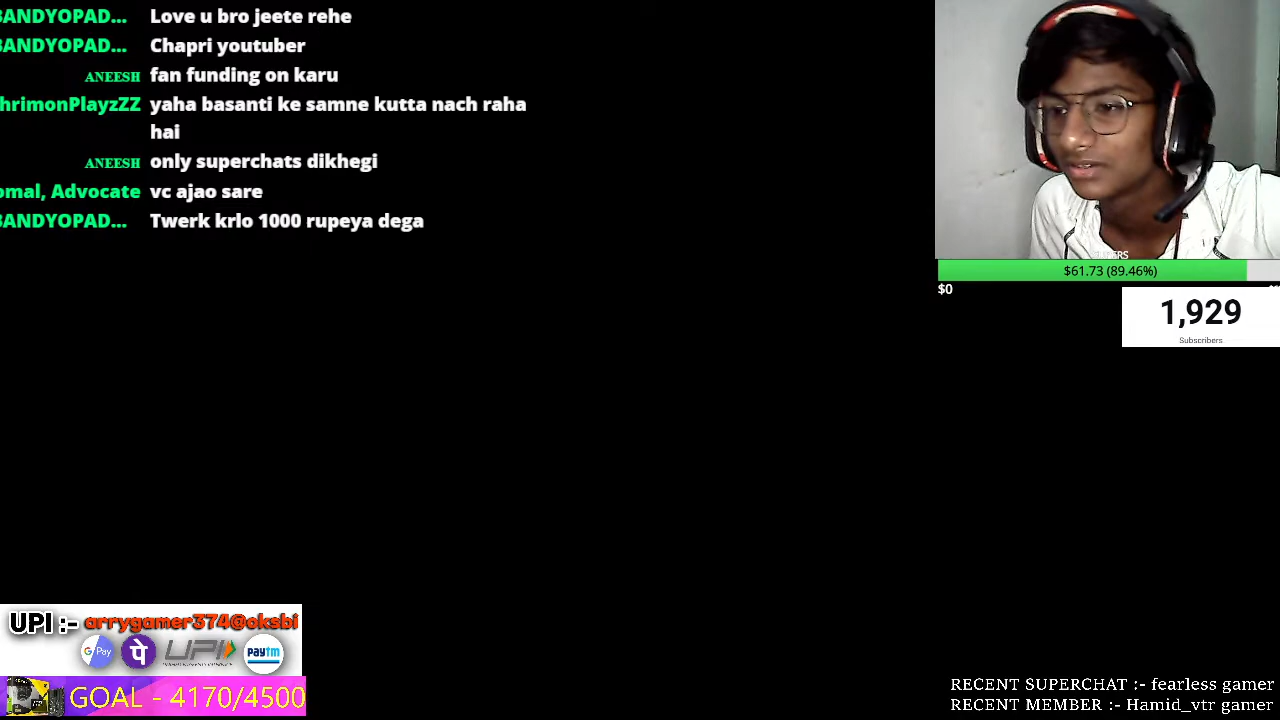 BANDYOPAD... Love u bro jeete rehe
BANDYOPAD... Chapri youtuber
ANEESH fan funding on karu
hrimonPlayzZZ yaha basanti ke samne kutta nach raha
hai
ANEESH only superchats dikhegi
omal, Advocate vc ajao sare
BANDYOPAD... Twerk krlo 1000 rupeya dega
$61.73 (89.46%)
$0
1,929
Subscribers
UPI :- arrygamer374@oksbi
G Pay पे UPI paytm
GOAL - 4170/4500
RECENT SUPERCHAT :- fearless gamer
RECENT MEMBER :- Hamid_vtr gamer